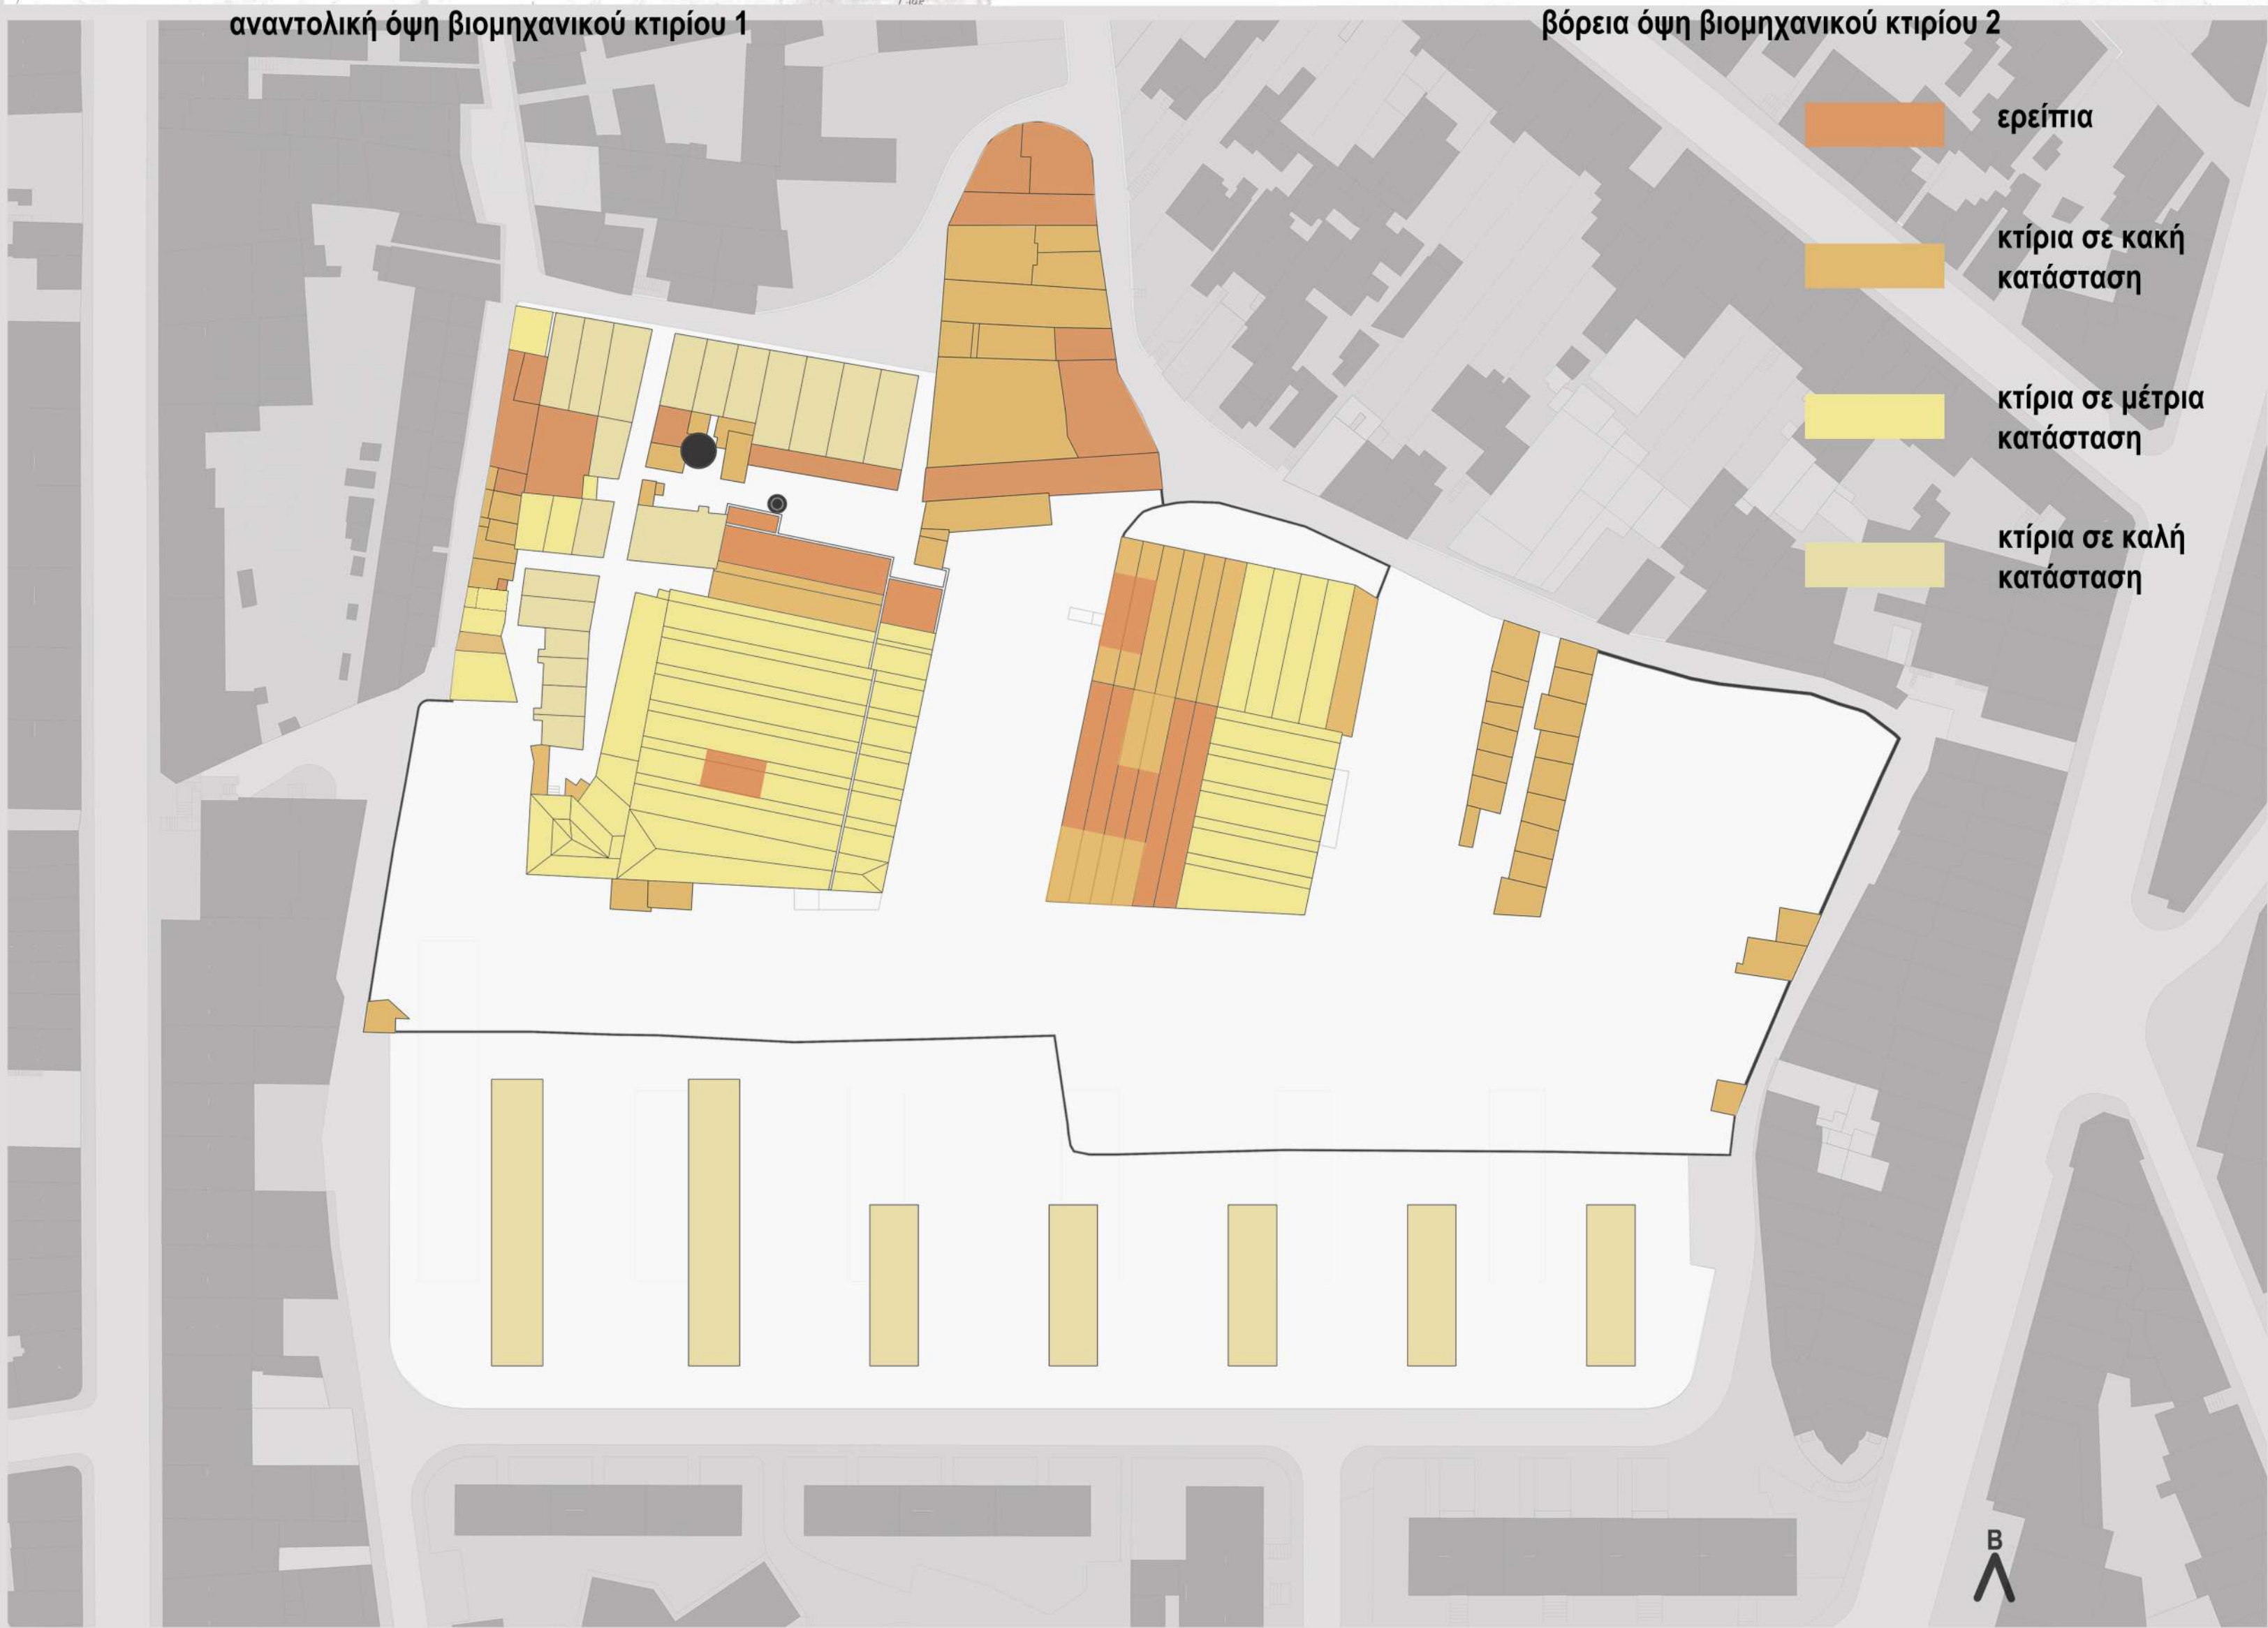 αναντολική όψη βιομηχανικού κτιρίου 1
βόρεια όψη βιομηχανικού κτιρίου 2
ερείπια
κτίρια σε κακή
κατάσταση
κτίρια σε μέτρια
κατάσταση
κτίρια σε καλή
κατάσταση
Β